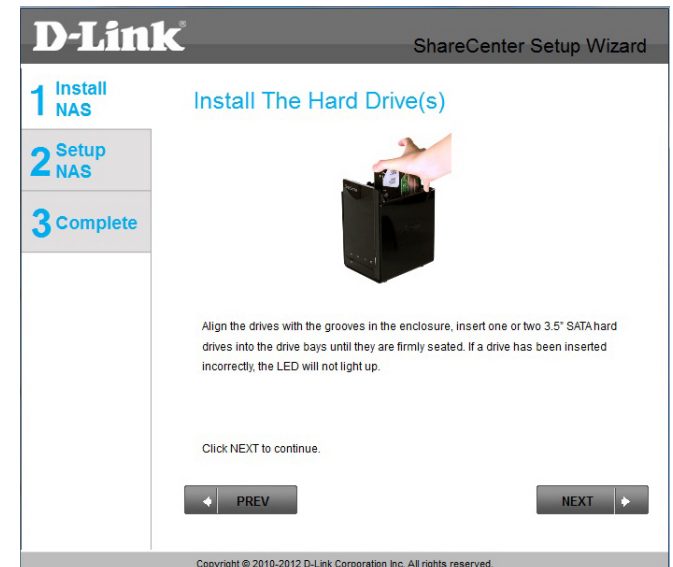 D-Link®
ShareCenter Setup Wizard
1 Install
NAS
2 Setup
NAS
3 Complete
Install The Hard Drive(s)
Align the drives with the grooves in the enclosure, insert one or two 3.5" SATA hard
drives into the drive bays until they are firmly seated. If a drive has been inserted
incorrectly, the LED will not light up.
Click NEXT to continue.
PREV
NEXT
Copyright © 2010-2012 D-Link Corporation Inc. All rights reserved.